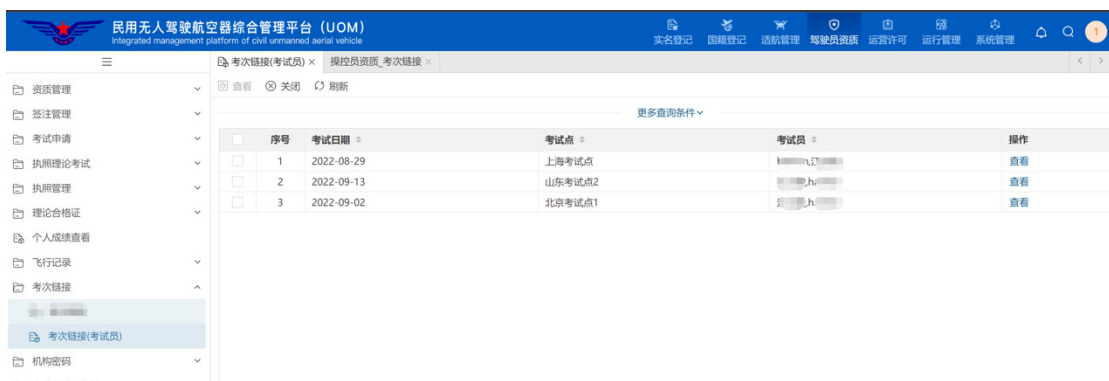 民用无人驾驶航空器综合管理平台（UOM）
Integrated management platform of civil unmanned aerial vehicle
实名登记 国籍登记 适航管理 驾驶员资质 运营许可 运行管理 系统管理
1
考次链接(考试员) × 操控员资质_考次链接 ×
查看 关闭 刷新
更多查询条件
资质管理
签注管理
考试申请
执照理论考试
执照管理
理论合格证
个人成绩查看
飞行记录
考次链接
考次链接(考试员)
机构密码
序号 考试日期 考试点 考试员 操作
1 2022-08-29 上海考试点 查看
2 2022-09-13 山东考试点2 查看
3 2022-09-02 北京考试点1 查看